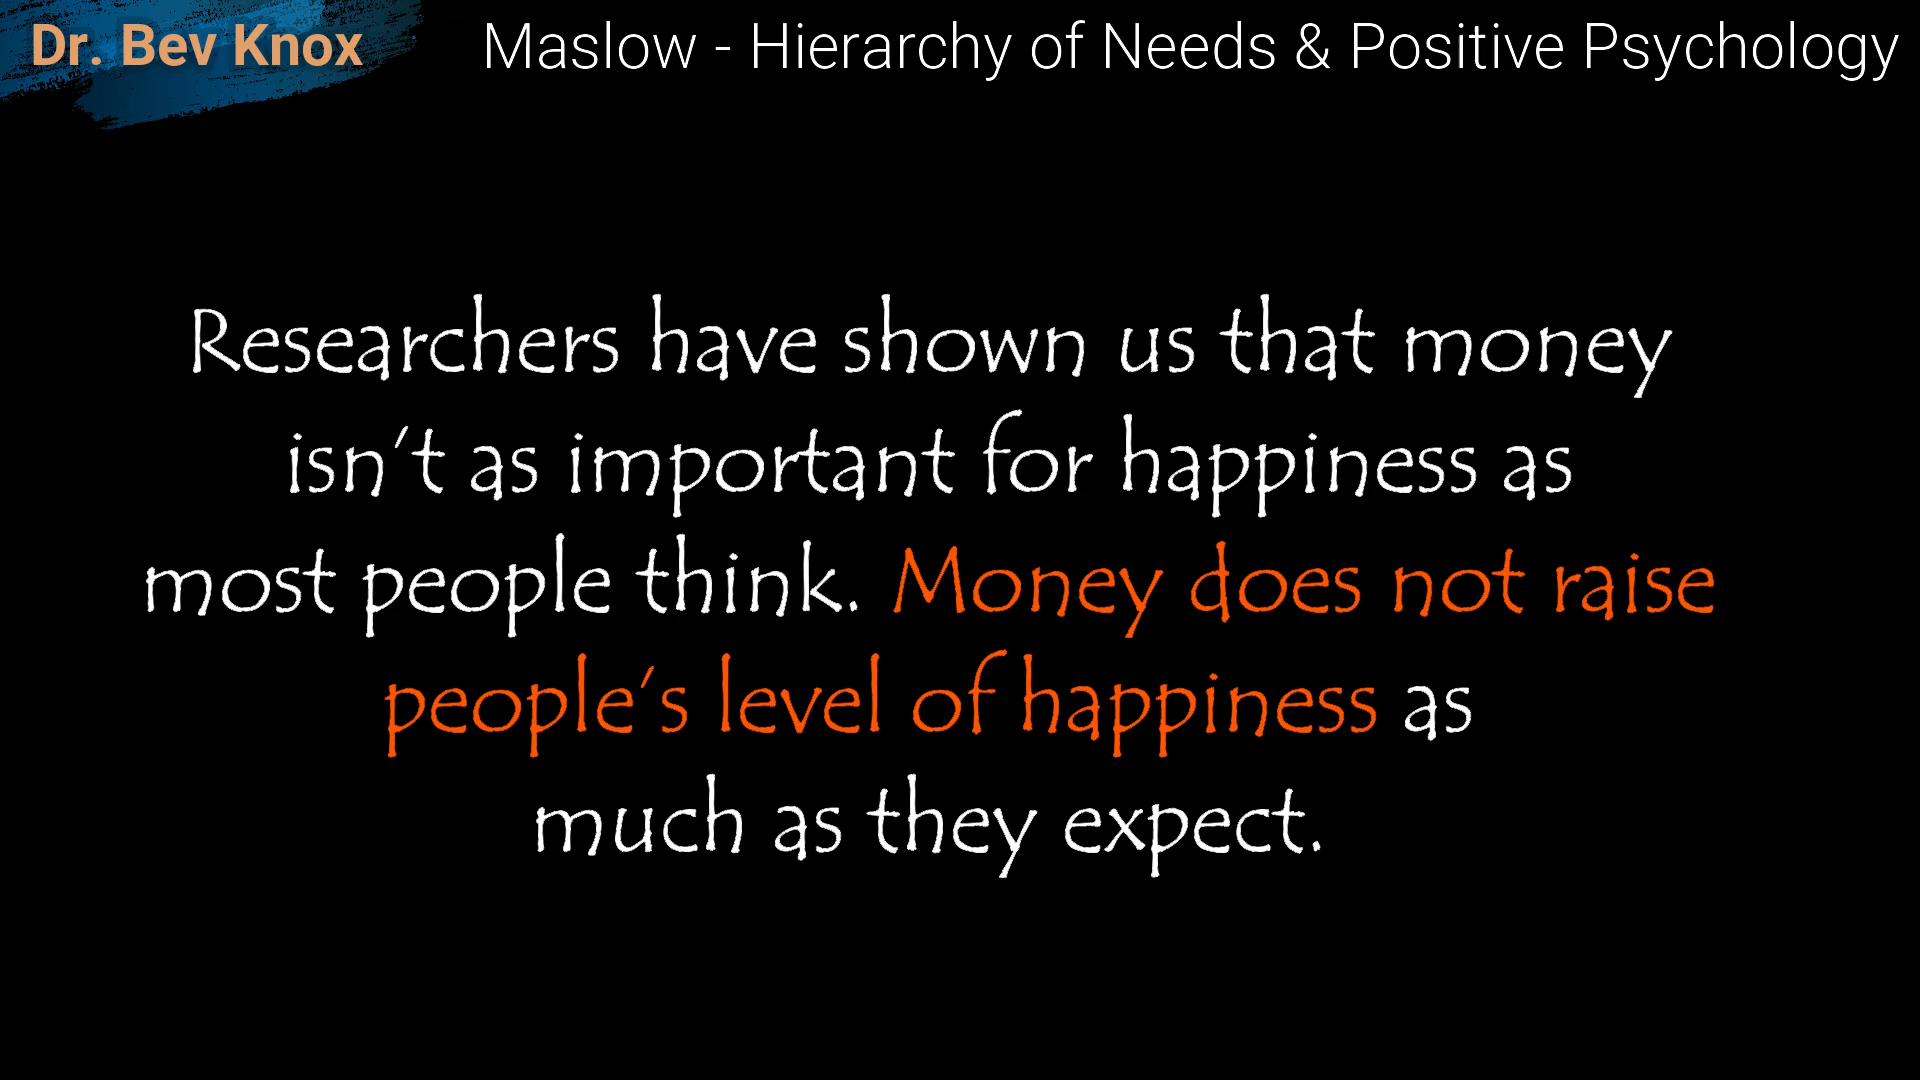 Dr. Bev Knox
Maslow - Hierarchy of Needs & Positive Psychology
Researchers have shown us that money
isn't as important for happiness as
most people think. Money does not raise
people's level of happiness as
much as they expect.